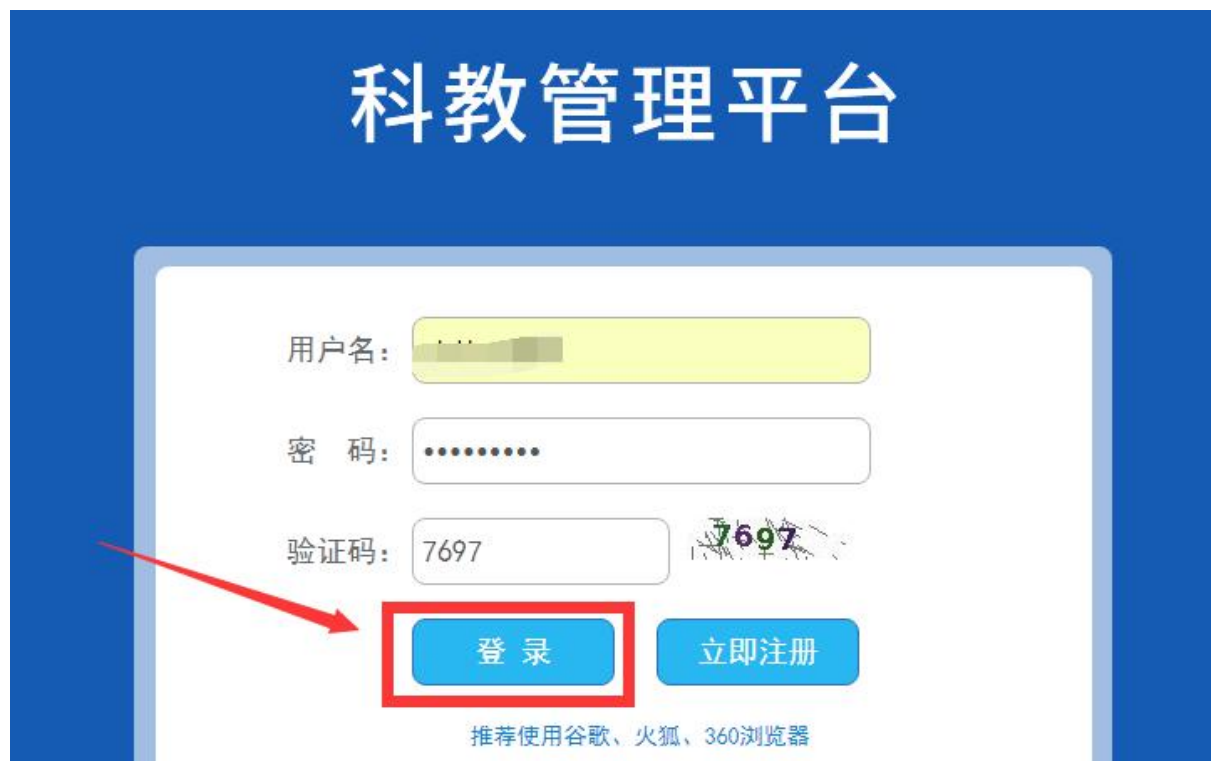 科教管理平台
用户名：
密 码： •••••••••
验证码： 7697 7697
登 录 立即注册
推荐使用谷歌、火狐、360浏览器